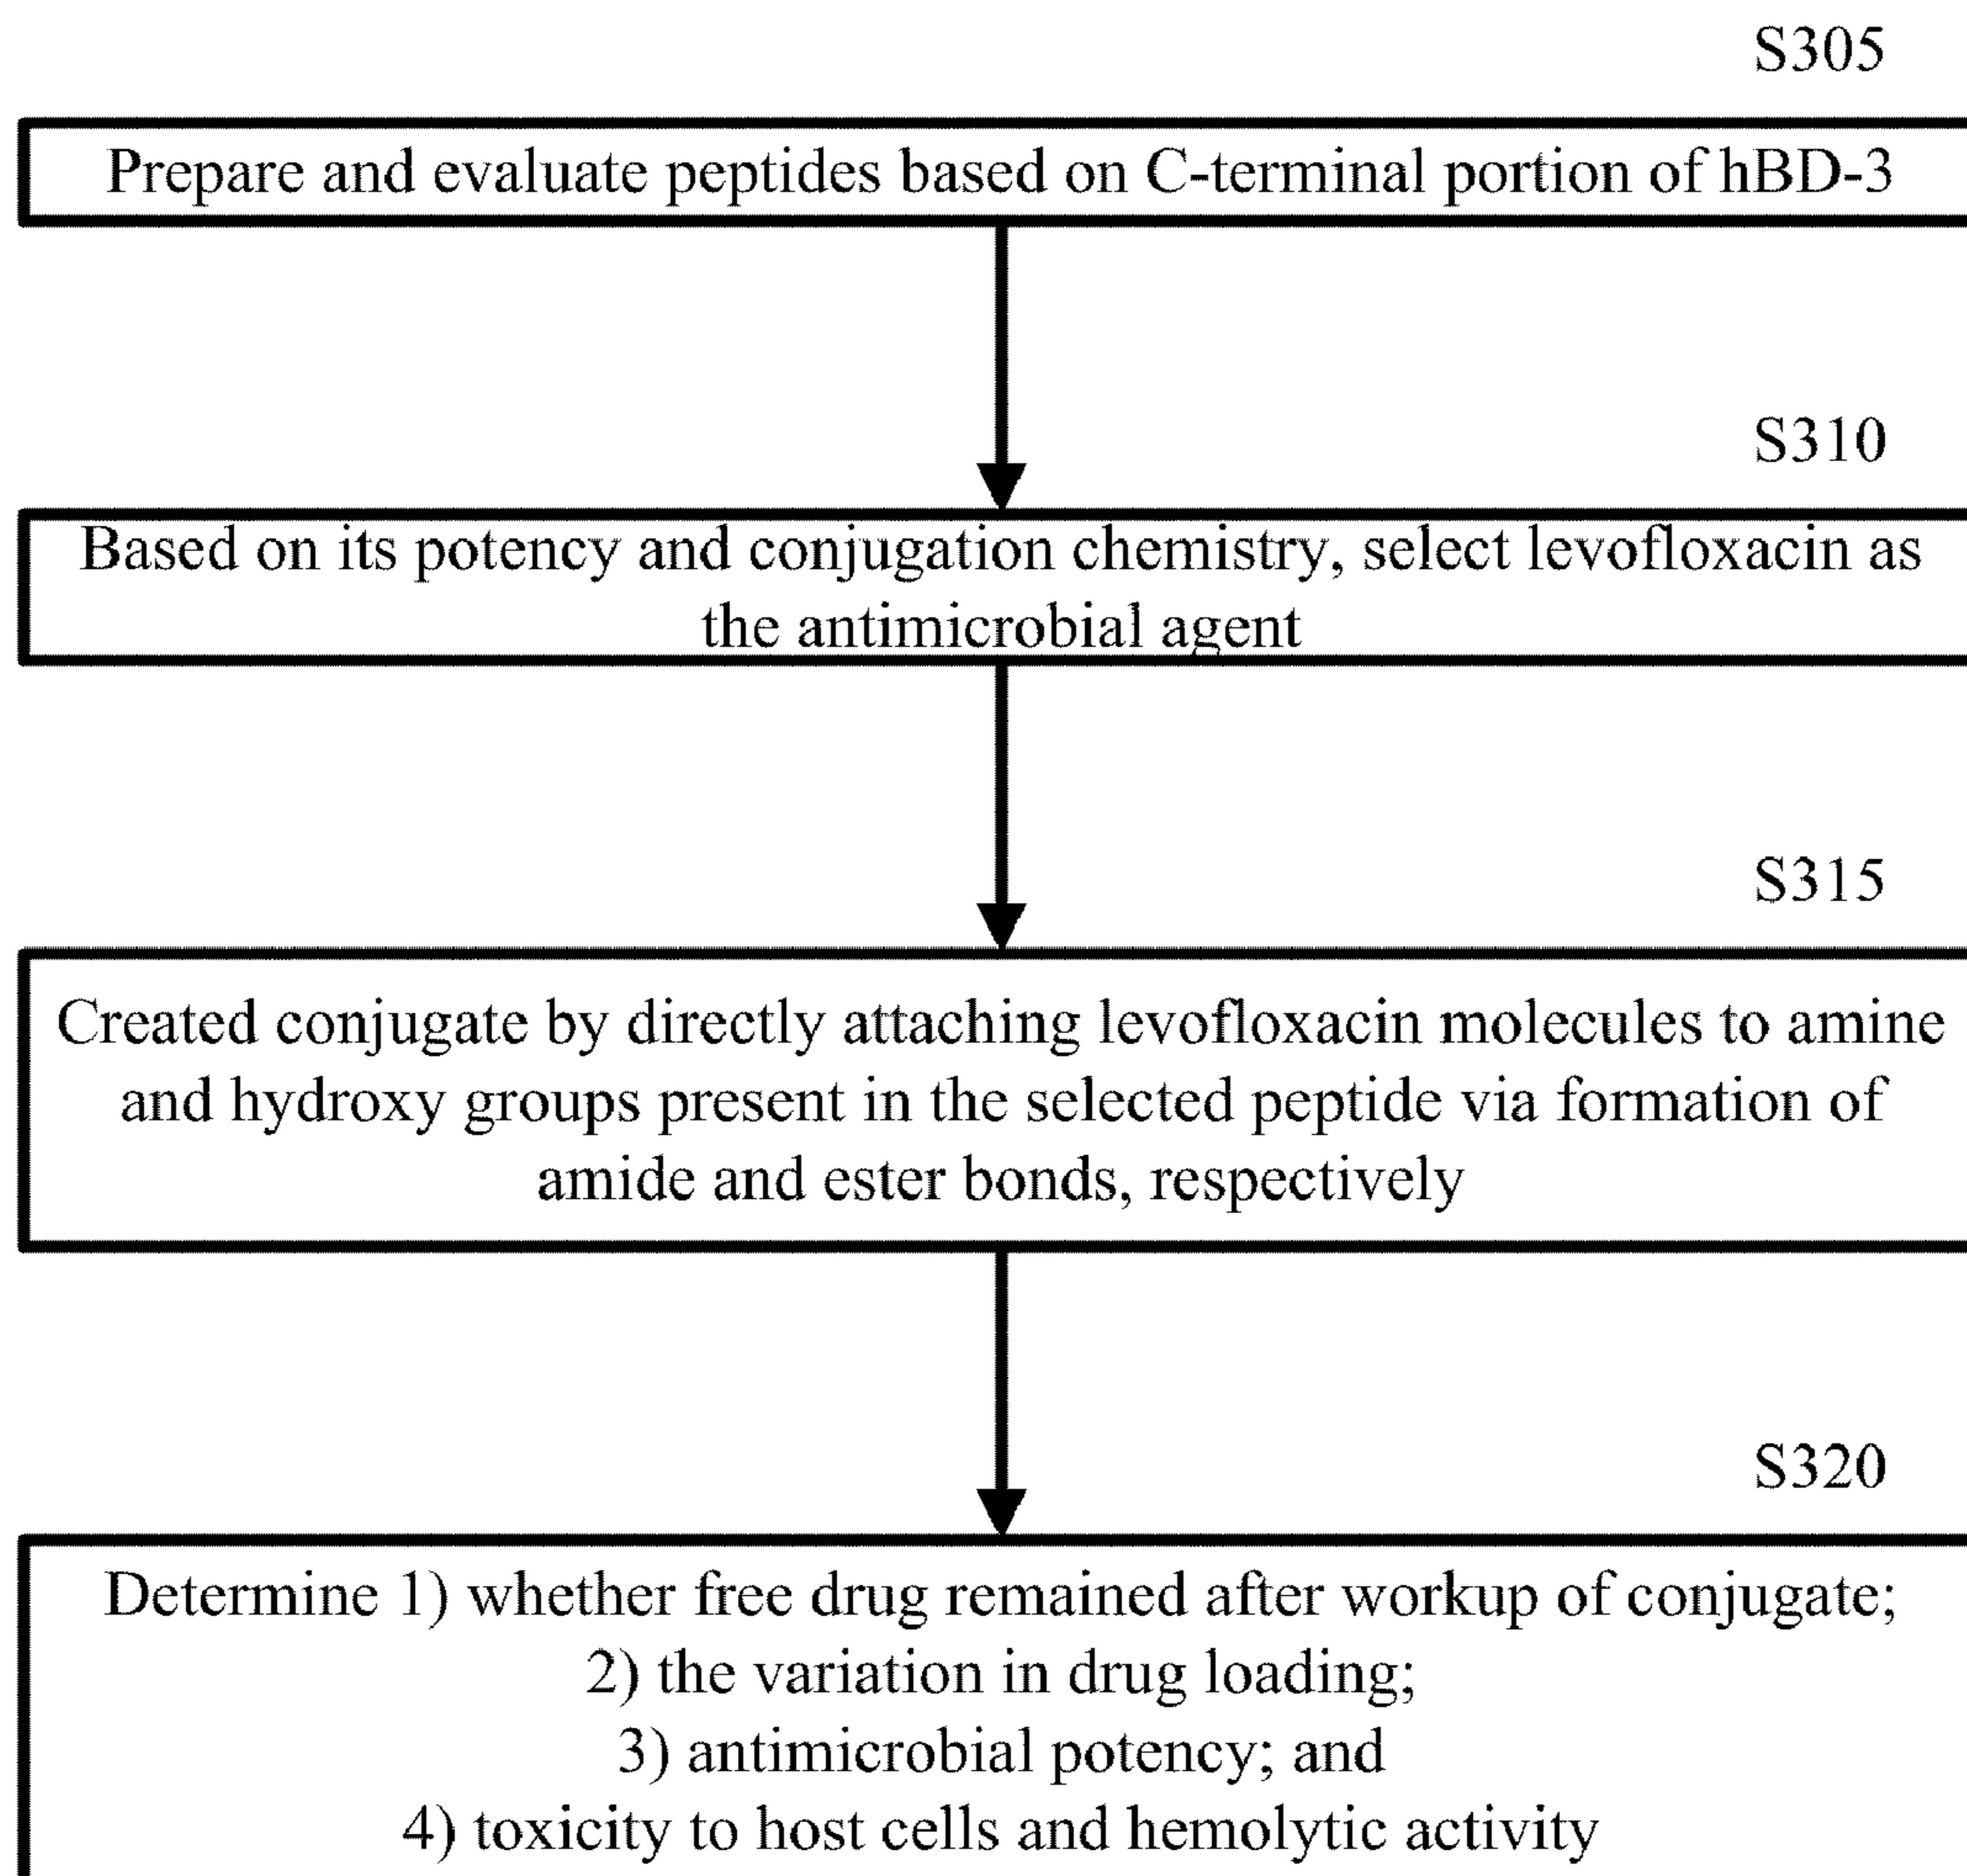 S305
Prepare and evaluate peptides based on C-terminal portion of hBD-3
S310
Based on its potency and conjugation chemistry, select levofloxacin as
the antimicrobial agent
S315
Created conjugate by directly attaching levofloxacin molecules to amine
and hydroxy groups present in the selected peptide via formation of
amide and ester bonds, respectively
S320
Determine 1) whether free drug remained after workup of conjugate;
2) the variation in drug loading;
3) antimicrobial potency; and
4) toxicity to host cells and hemolytic activity